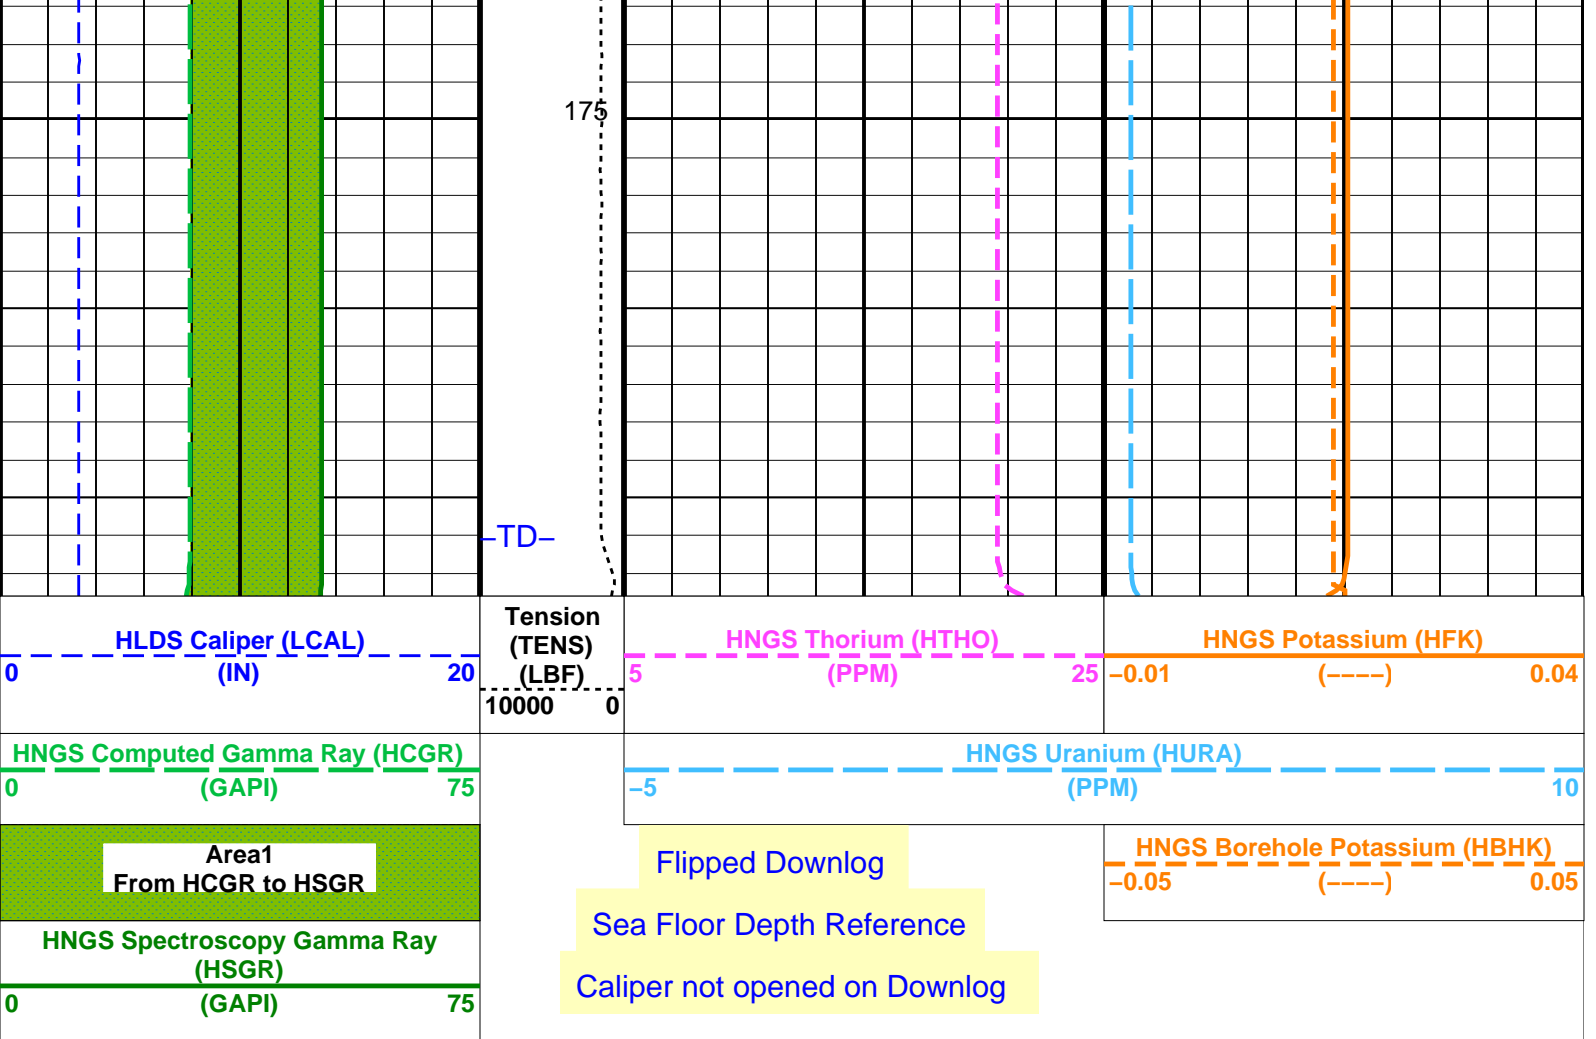 175
–TD–
HLDS Caliper (LCAL)
0 (IN) 20
Tension
(TENS)
(LBF)
10000 0
HNGS Thorium (HTHO)
5 (PPM) 25
HNGS Potassium (HFK)
–0.01 (––––) 0.04
HNGS Computed Gamma Ray (HCGR)
0 (GAPI) 75
HNGS Uranium (HURA)
–5 (PPM) 10
Area1
From HCGR to HSGR
HNGS Borehole Potassium (HBHK)
–0.05 (––––) 0.05
HNGS Spectroscopy Gamma Ray
(HSGR)
0 (GAPI) 75
Flipped Downlog
Sea Floor Depth Reference
Caliper not opened on Downlog